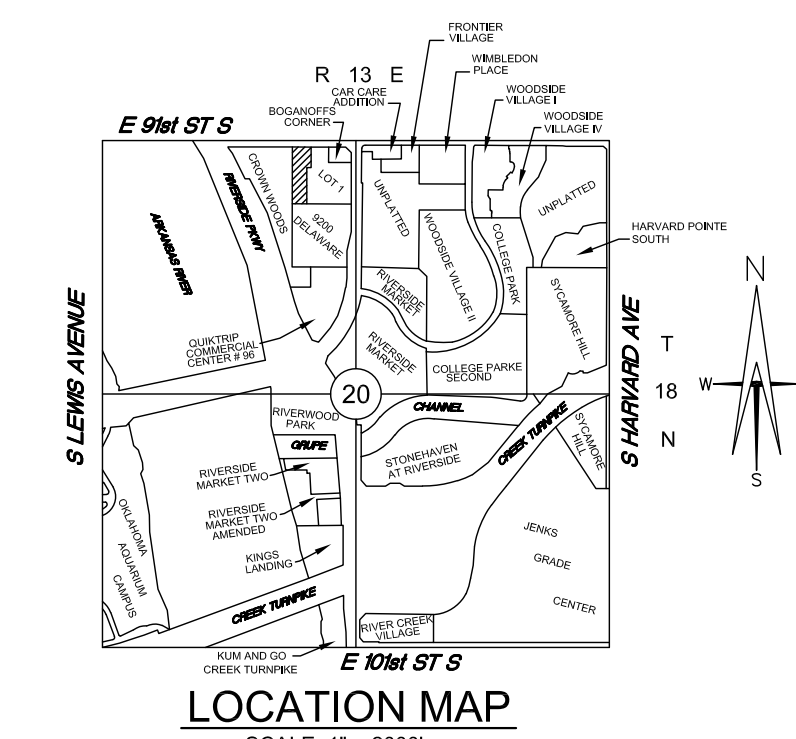 FRONTIER
VILLAGE
WIMBLEDON
PLACE
R 13 E
CAR CARE
ADDITION
WOODSIDE
VILLAGE I
BOGANOFFS
CORNER
WOODSIDE
VILLAGE IV
E 91st ST S
CROWN WOODS
LOT 1
RIVERSIDE PKWY
ARKANSAS RIVER
9200
DELAWARE
UNPLATTED
WOODSIDE VILLAGE II
COLLEGE PARK
UNPLATTED
HARVARD POINTE
SOUTH
RIVERSIDE
MARKET
SYCAMORE HILL
S LEWIS AVENUE
S HARVARD AVE
N
W
S
T
18
N
QUIKTRIP
COMMERCIAL
CENTER # 96
RIVERSIDE
MARKET
COLLEGE PARKE
SECOND
20
CHANNEL
RIVERWOOD
PARK
GRUPE
CREEK TURNPIKE
SYCAMORE
HILL
STONEHAVEN
AT RIVERSIDE
RIVERSIDE
MARKET TWO
RIVERSIDE
MARKET TWO
AMENDED
OKLAHOMA
AQUARIUM
CAMPUS
KINGS
LANDING
JENKS
GRADE
CENTER
CREEK TURNPIKE
RIVER CREEK
VILLAGE
KUM AND GO
CREEK TURNPIKE
E 101st ST S
LOCATION MAP